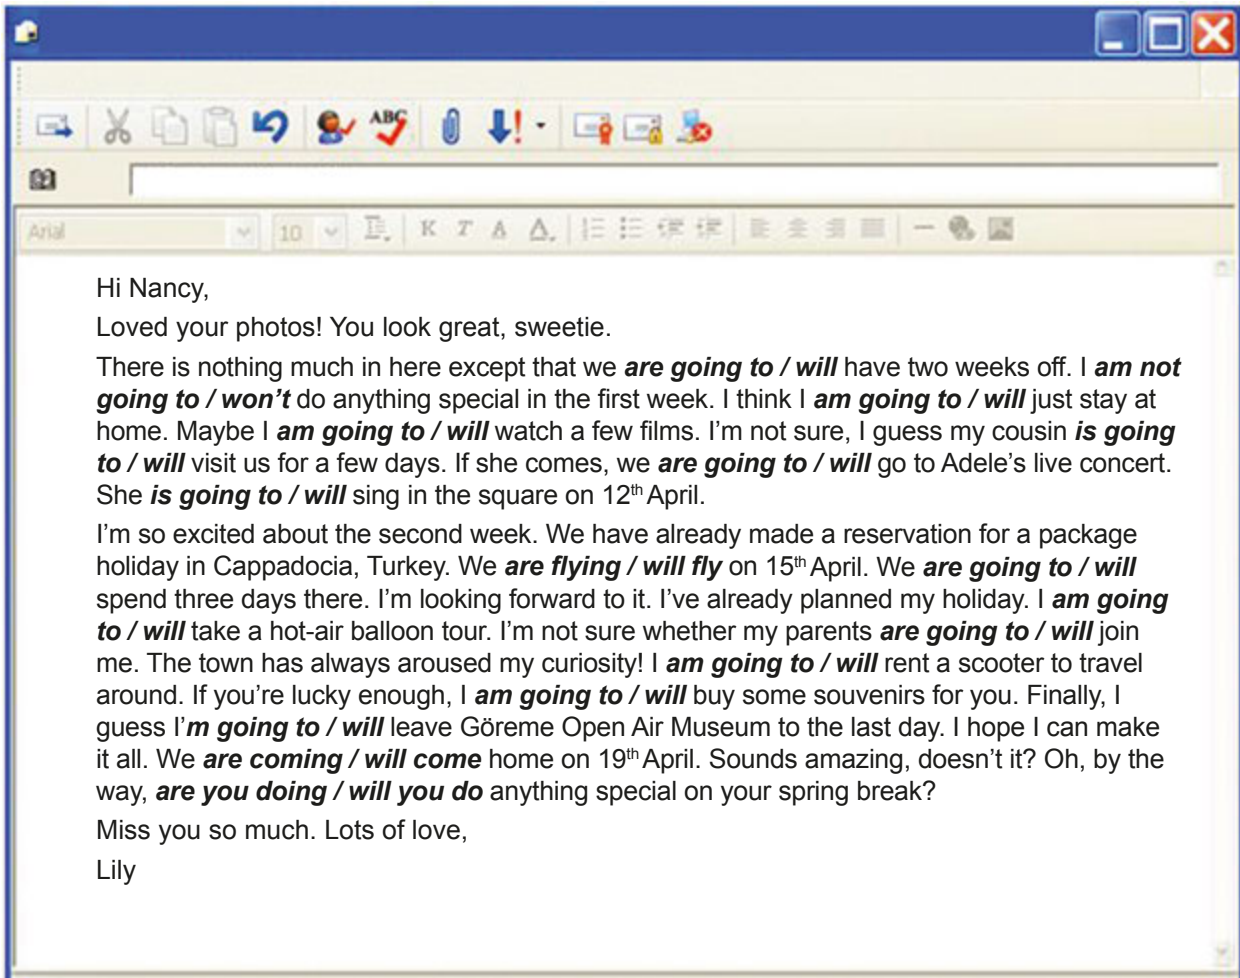 ABC
Arial 10 K T A A
Hi Nancy,
Loved your photos! You look great, sweetie.
There is nothing much in here except that we are going to / will have two weeks off. I am not
going to / won’t do anything special in the first week. I think I am going to / will just stay at
home. Maybe I am going to / will watch a few films. I’m not sure, I guess my cousin is going
to / will visit us for a few days. If she comes, we are going to / will go to Adele’s live concert.
She is going to / will sing in the square on 12th April.
I’m so excited about the second week. We have already made a reservation for a package
holiday in Cappadocia, Turkey. We are flying / will fly on 15th April. We are going to / will
spend three days there. I’m looking forward to it. I’ve already planned my holiday. I am going
to / will take a hot-air balloon tour. I’m not sure whether my parents are going to / will join
me. The town has always aroused my curiosity! I am going to / will rent a scooter to travel
around. If you’re lucky enough, I am going to / will buy some souvenirs for you. Finally, I
guess I’m going to / will leave Göreme Open Air Museum to the last day. I hope I can make
it all. We are coming / will come home on 19th April. Sounds amazing, doesn’t it? Oh, by the
way, are you doing / will you do anything special on your spring break?
Miss you so much. Lots of love,
Lily